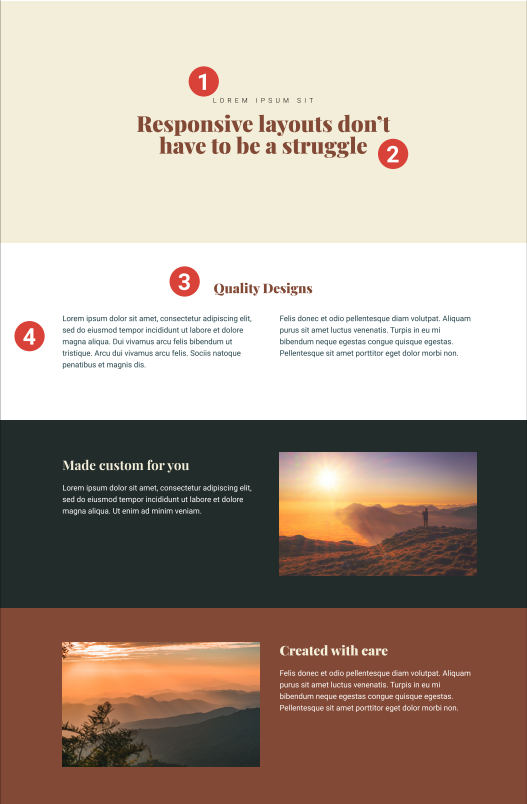 1
LOREM IPSUM SIT
Responsive layouts don’t
have to be a struggle
2
3
Quality Designs
4
Lorem ipsum dolor sit amet, consectetur adipiscing elit,
sed do eiusmod tempor incididunt ut labore et dolore
magna aliqua. Dui vivamus arcu felis bibendum ut
tristique. Arcu dui vivamus arcu felis. Sociis natoque
penatibus et magnis dis.
Felis donec et odio pellentesque diam volutpat. Aliquam
purus sit amet luctus venenatis. Turpis in eu mi
bibendum neque egestas congue quisque egestas.
Pellentesque sit amet porttitor eget dolor morbi non.
Made custom for you
Lorem ipsum dolor sit amet, consectetur adipiscing elit,
sed do eiusmod tempor incididunt ut labore et dolore
magna aliqua. Ut enim ad minim veniam.
Created with care
Felis donec et odio pellentesque diam volutpat. Aliquam
purus sit amet luctus venenatis. Turpis in eu mi
bibendum neque egestas congue quisque egestas.
Pellentesque sit amet porttitor eget dolor morbi non.